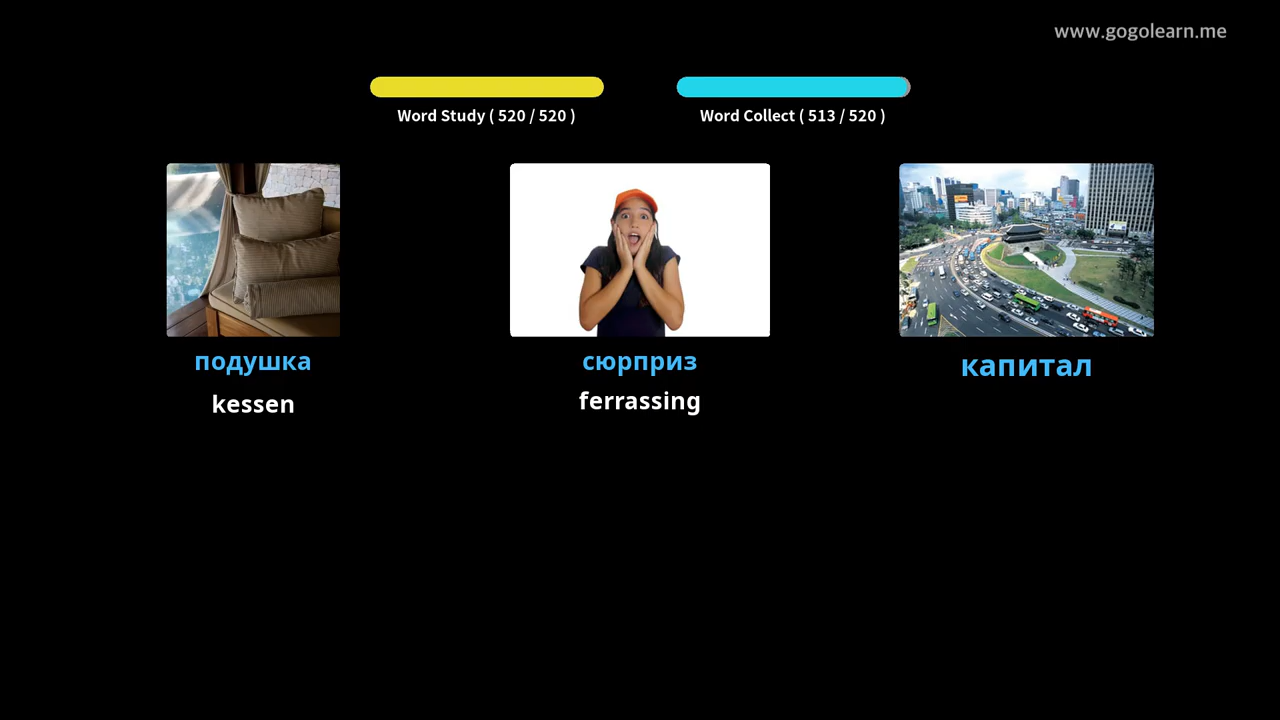 www.gogolearn.me
Word Study ( 520 / 520 )
Word Collect ( 513 / 520 )
подушка
kessen
сюрприз
ferrassing
капитал